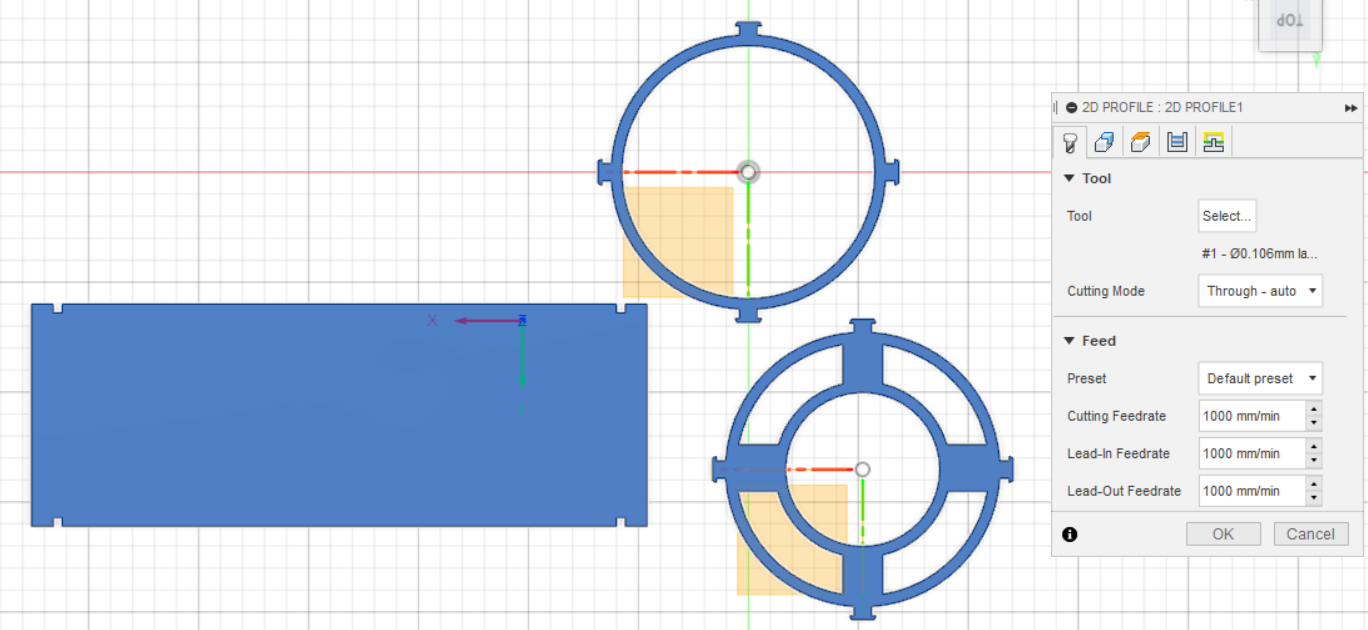 TOP
Y
2D PROFILE : 2D PROFILE1
Tool
Tool
Select...
#1 - Ø0.106mm la...
Cutting Mode
Through - auto
X
Z
Feed
Preset
Default preset
Cutting Feedrate
1000 mm/min
Lead-In Feedrate
1000 mm/min
Lead-Out Feedrate
1000 mm/min
OK
Cancel